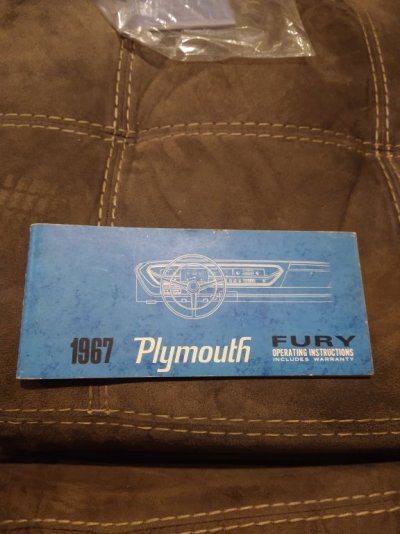 1967 Plymouth FURY
OPERATING INSTRUCTIONS
INCLUDES WARRANTY